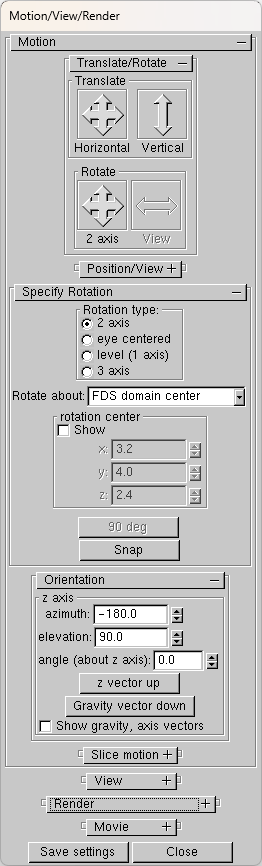 Motion/View/Render
Motion −
Translate/Rotate −
Translate
Horizontal Vertical
Rotate
2 axis View
Position/View +
Specify Rotation −
Rotation type:
2 axis
eye centered
level (1 axis)
3 axis
Rotate about: FDS domain center
rotation center
Show
x: 3.2
y: 4.0
z: 2.4
90 deg
Snap
Orientation −
z axis
azimuth: -180.0
elevation: 90.0
angle (about z axis): 0.0
z vector up
Gravity vector down
Show gravity, axis vectors
Slice motion +
View +
Render +
Movie +
Save settings Close